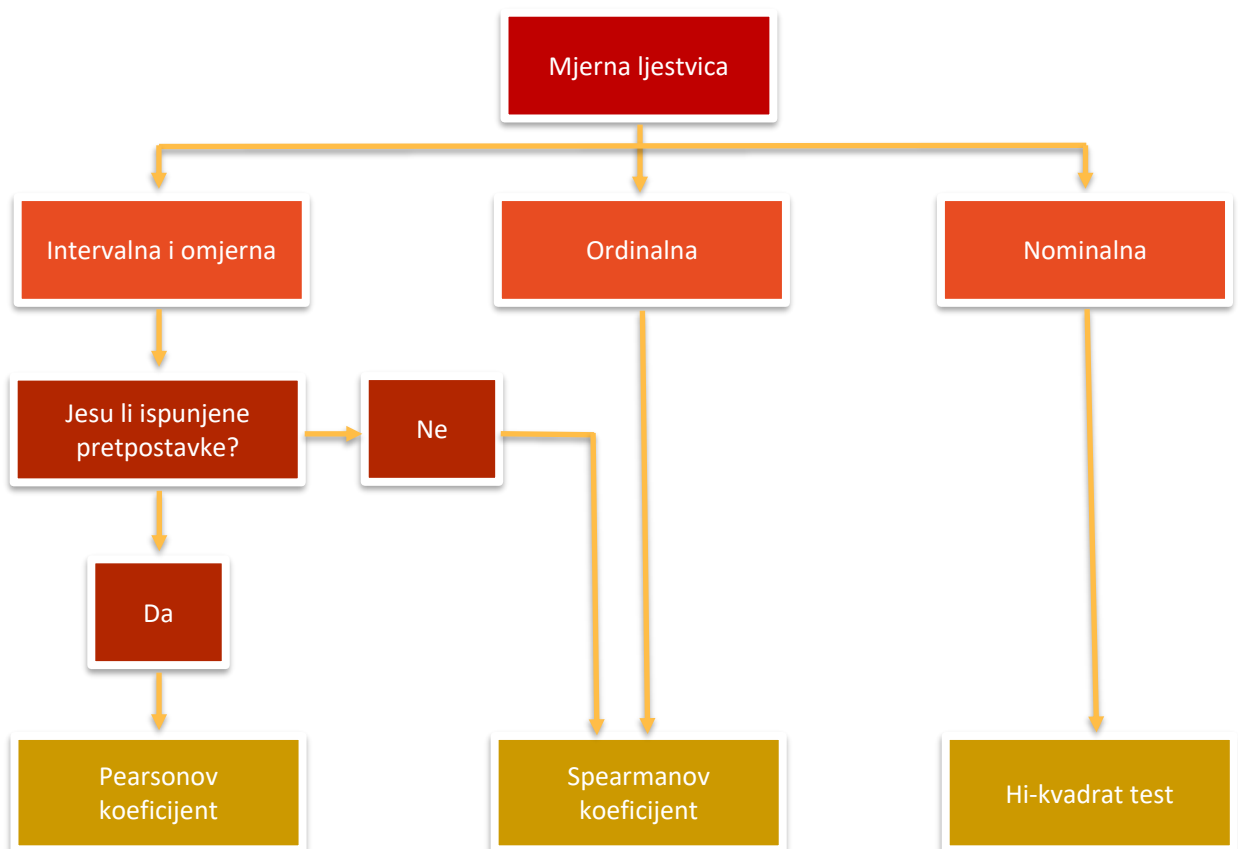 Mjerna ljestvica
Intervalna i omjerna
Ordinalna
Nominalna
Jesu li ispunjene
pretpostavke?
Ne
Da
Pearsonov
koeficijent
Spearmanov
koeficijent
Hi-kvadrat test